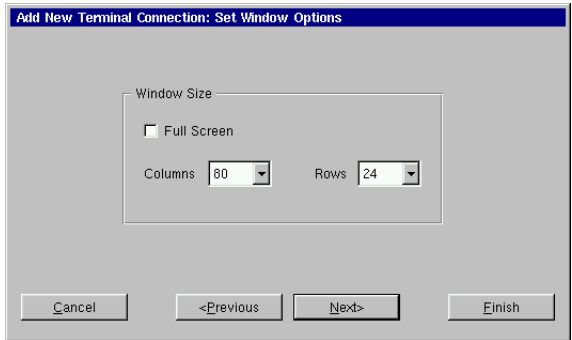 Add New Terminal Connection: Set Window Options
Window Size
Full Screen
Columns 80 Rows 24
Cancel <Previous Next> Finish